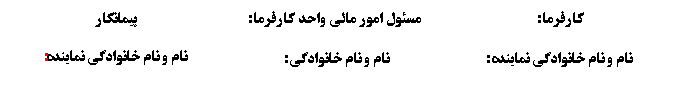 کارفرما: مسئول امور مالی واحد کارفرما: پیمانکار
نام و نام خانوادگی نماینده: نام و نام خانوادگی: نام و نام خانوادگی نماینده: